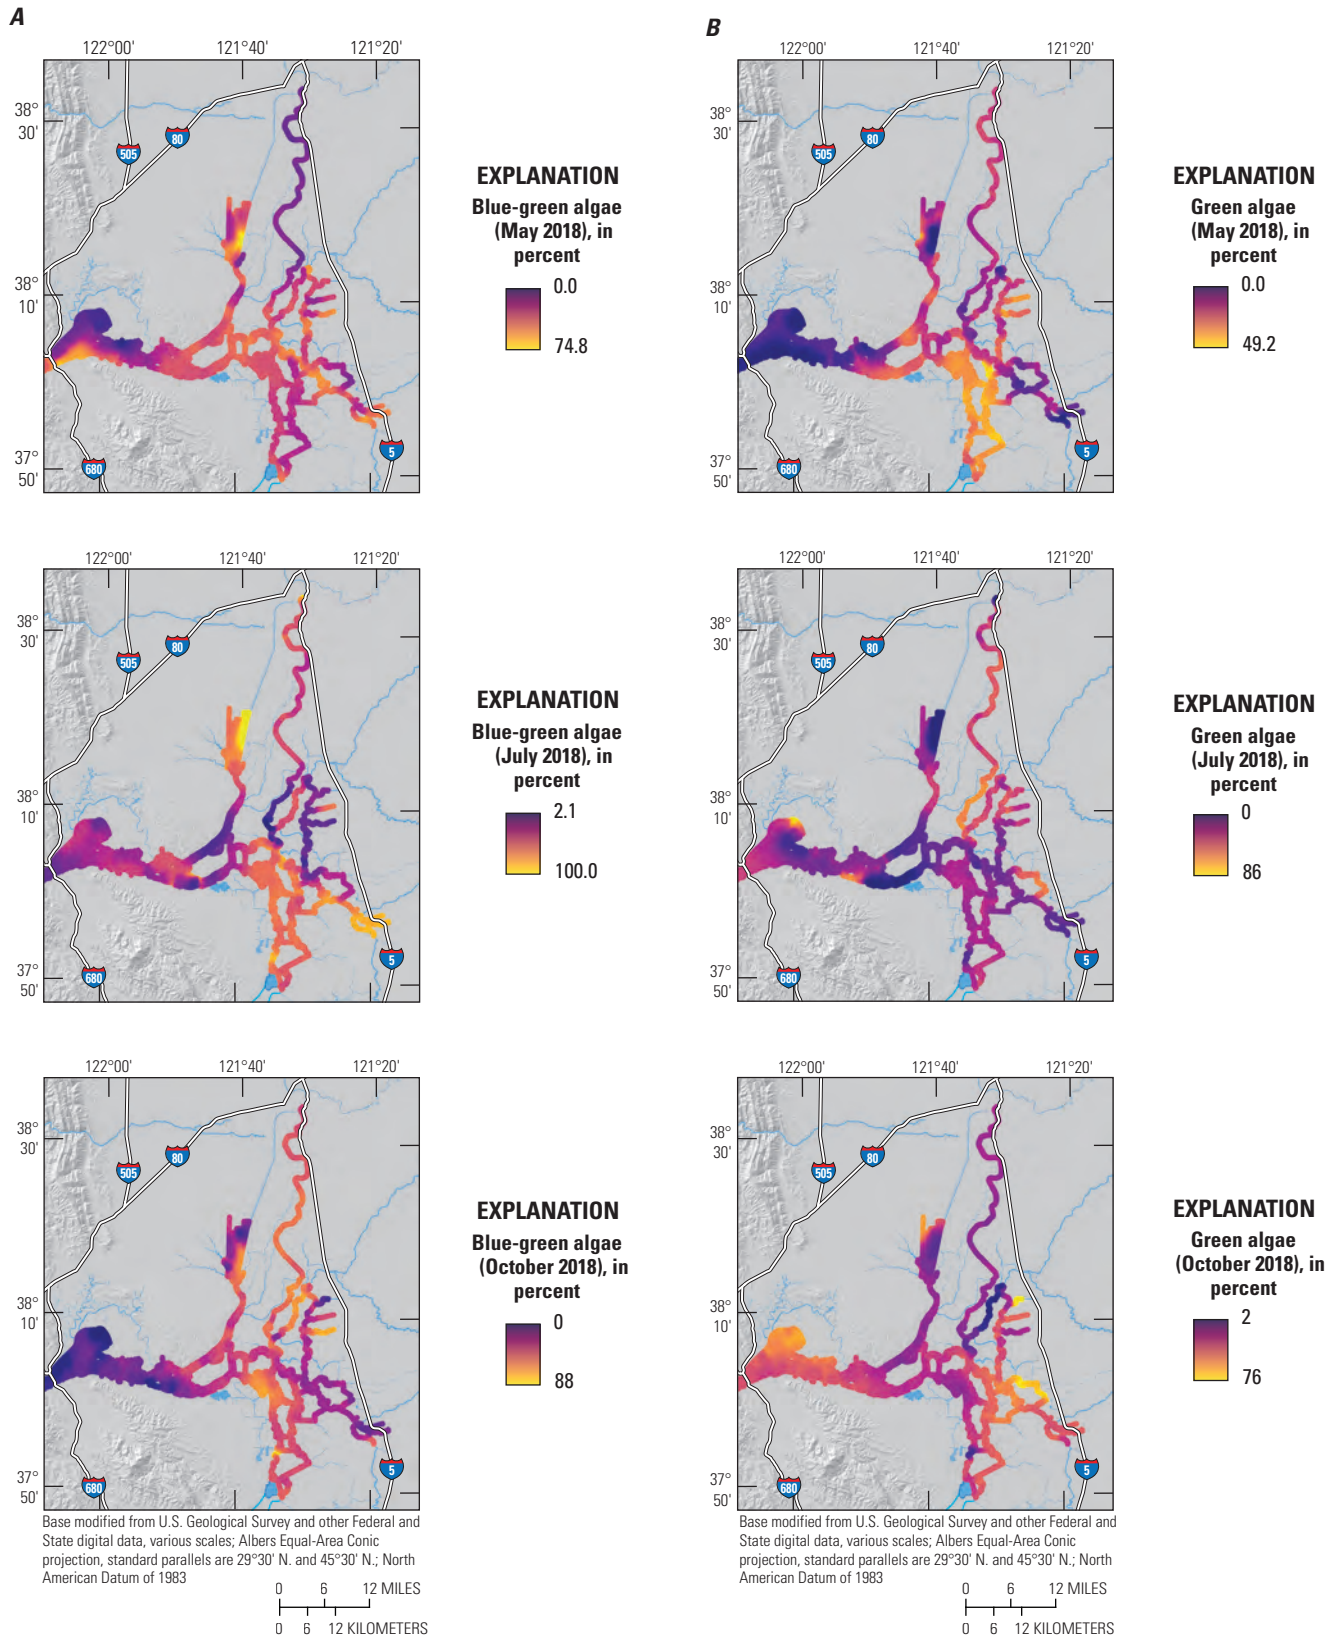 A
122°00' 121°40' 121°20'
38°
30'
80
505
38°
10'
37°
50'
680
5
EXPLANATION
Blue-green algae
(May 2018), in
percent
0.0
74.8
B
122°00' 121°40' 121°20'
38°
30'
80
505
38°
10'
37°
50'
680
5
EXPLANATION
Green algae
(May 2018), in
percent
0.0
49.2
122°00' 121°40' 121°20'
38°
30'
80
505
38°
10'
37°
50'
680
5
EXPLANATION
Blue-green algae
(July 2018), in
percent
2.1
100.0
122°00' 121°40' 121°20'
38°
30'
80
505
38°
10'
37°
50'
680
5
EXPLANATION
Green algae
(July 2018), in
percent
0
86
122°00' 121°40' 121°20'
38°
30'
80
505
38°
10'
37°
50'
680
5
EXPLANATION
Blue-green algae
(October 2018), in
percent
0
88
122°00' 121°40' 121°20'
38°
30'
80
505
38°
10'
37°
50'
680
5
EXPLANATION
Green algae
(October 2018), in
percent
2
76
Base modified from U.S. Geological Survey and other Federal and
State digital data, various scales; Albers Equal-Area Conic
projection, standard parallels are 29°30' N. and 45°30' N.; North
American Datum of 1983
0 6 12 MILES
0 6 12 KILOMETERS
Base modified from U.S. Geological Survey and other Federal and
State digital data, various scales; Albers Equal-Area Conic
projection, standard parallels are 29°30' N. and 45°30' N.; North
American Datum of 1983
0 6 12 MILES
0 6 12 KILOMETERS